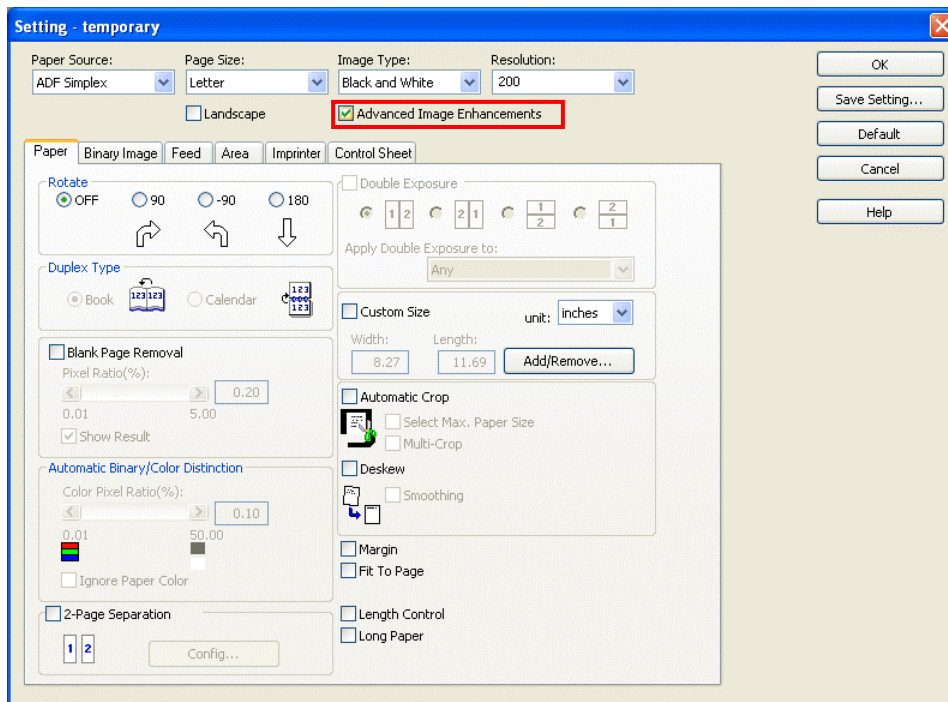 Setting - temporary
Paper Source: Page Size: Image Type: Resolution:
ADF Simplex Letter Black and White 200
Landscape Advanced Image Enhancements
OK
Save Setting...
Default
Cancel
Help
Paper Binary Image Feed Area Imprinter Control Sheet
Rotate
OFF 90 -90 180
Duplex Type
Book 123 123 Calendar 123 123
Blank Page Removal
Pixel Ratio(%):
0.20
0.01 5.00
Show Result
Automatic Binary/Color Distinction
Color Pixel Ratio(%):
0.10
0.01 50.00
Ignore Paper Color
2-Page Separation
1 2 Config...
Double Exposure
1 2 2 1 1 2 2 1
Apply Double Exposure to:
Any
Custom Size unit: inches
Width: Length:
8.27 11.69 Add/Remove...
Automatic Crop
Select Max. Paper Size
Multi-Crop
Deskew
Smoothing
Margin
Fit To Page
Length Control
Long Paper